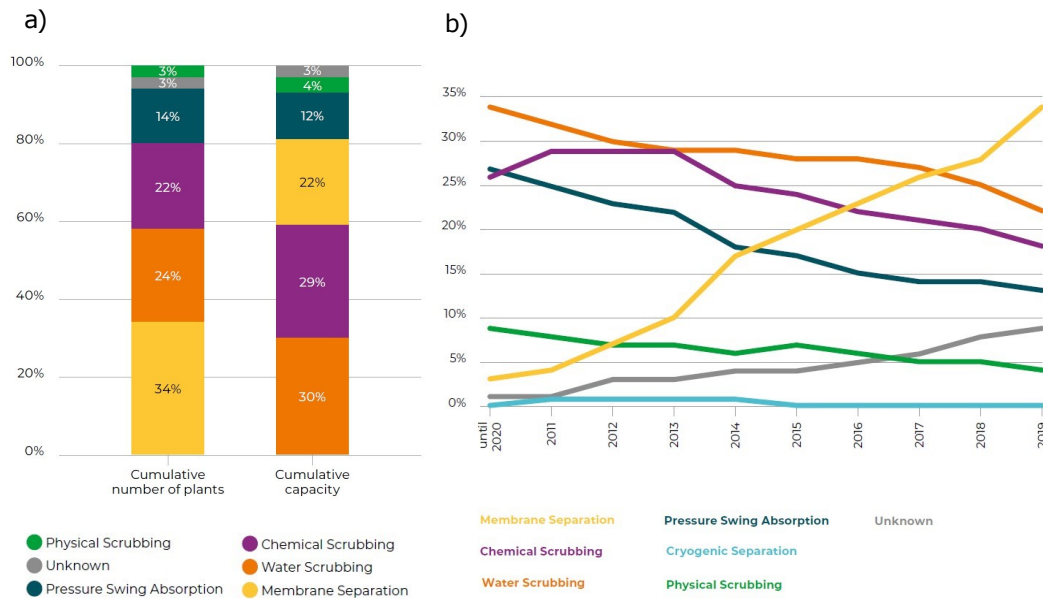 a)
100%
80%
60%
40%
20%
0%
3%
3%
14%
22%
24%
34%
3%
4%
12%
22%
29%
30%
Cumulative
number of plants
Cumulative
capacity
Physical Scrubbing
Unknown
Pressure Swing Absorption
Chemical Scrubbing
Water Scrubbing
Membrane Separation
b)
35%
30%
25%
20%
15%
10%
5%
0%
until
2020
2011
2012
2013
2014
2015
2016
2017
2018
2019
Membrane Separation
Pressure Swing Absorption
Unknown
Chemical Scrubbing
Cryogenic Separation
Water Scrubbing
Physical Scrubbing